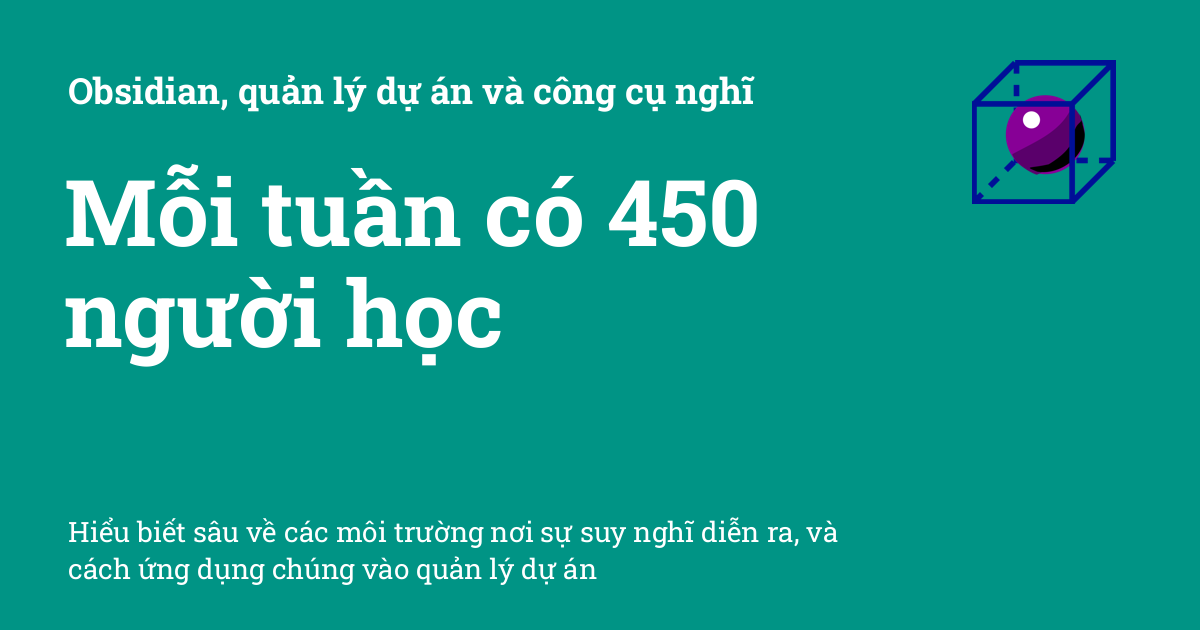 Obsidian, quản lý dự án và công cụ nghĩ
Mỗi tuần có 450
người học
Hiểu biết sâu về các môi trường nơi sự suy nghĩ diễn ra, và
cách ứng dụng chúng vào quản lý dự án